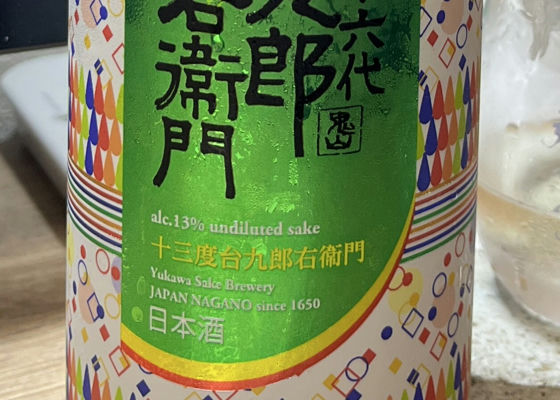 十六代
九郎
右衛門
鬼山
alc.13% undiluted sake
十三度台九郎右衛門
Yukawa Sake Brewery
JAPAN NAGANO since 1650
日本酒